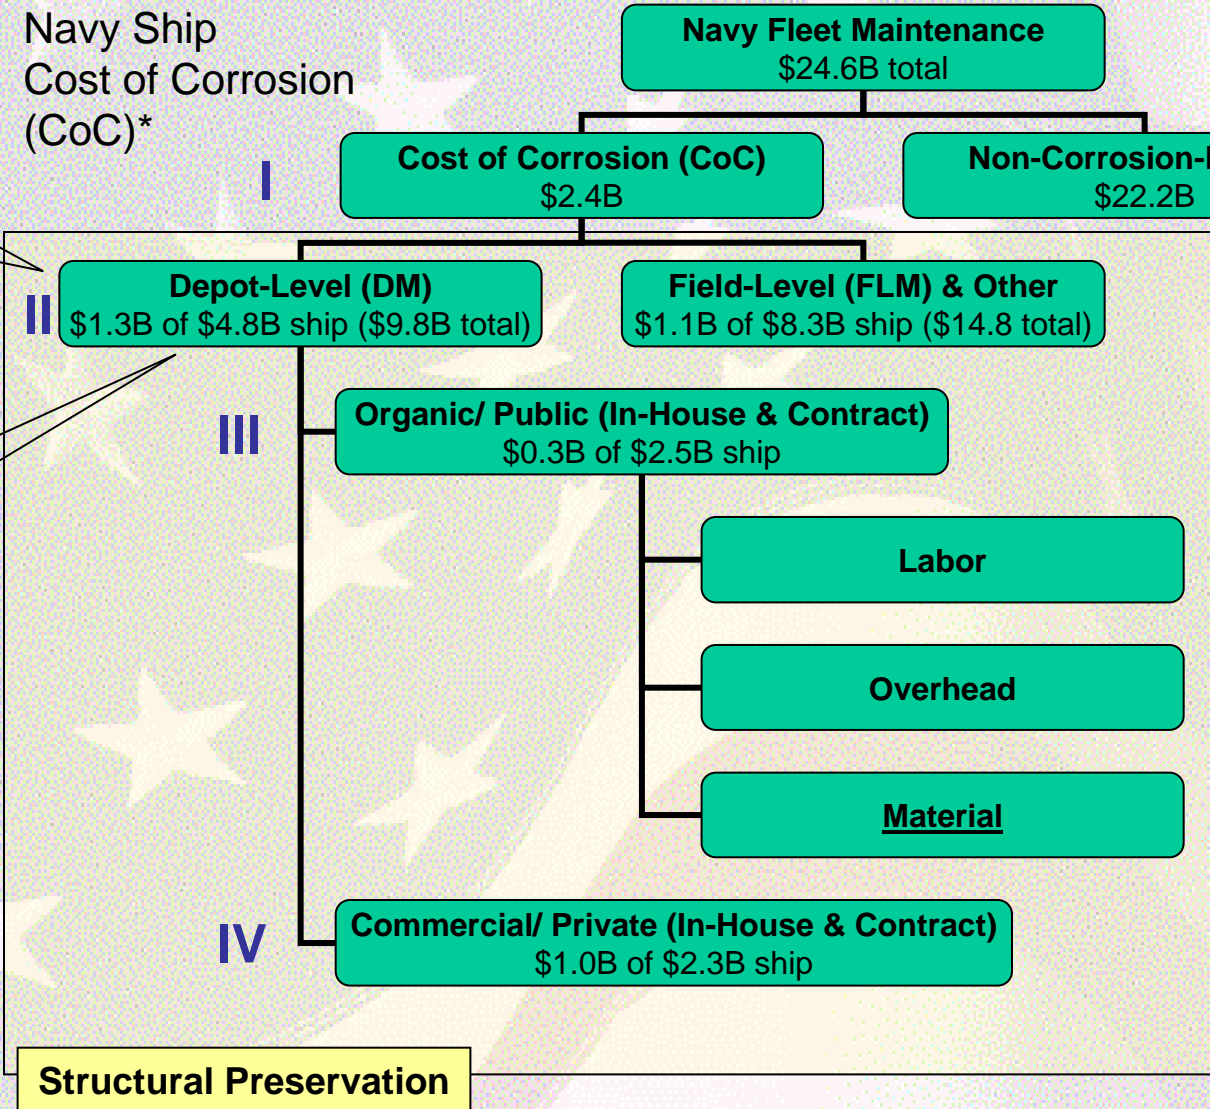 Navy Ship
Cost of Corrosion
(CoC)*
Navy Fleet Maintenance
$24.6B total
I
Cost of Corrosion (CoC)
$2.4B
Non-Corrosion-
$22.2B
II
Depot-Level (DM)
$1.3B of $4.8B ship ($9.8B total)
Field-Level (FLM) & Other
$1.1B of $8.3B ship ($14.8 total)
III
Organic/ Public (In-House & Contract)
$0.3B of $2.5B ship
Labor
Overhead
Material
IV
Commercial/ Private (In-House & Contract)
$1.0B of $2.3B ship
Structural Preservation